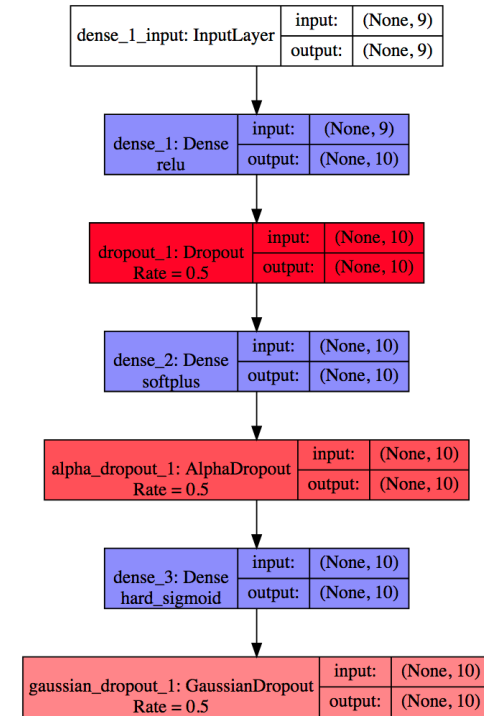 dense_1_input: InputLayer
input: (None, 9)
output: (None, 9)
dense_1: Dense
relu
input: (None, 9)
output: (None, 10)
dropout_1: Dropout
Rate = 0.5
input: (None, 10)
output: (None, 10)
dense_2: Dense
softplus
input: (None, 10)
output: (None, 10)
alpha_dropout_1: AlphaDropout
Rate = 0.5
input: (None, 10)
output: (None, 10)
dense_3: Dense
hard_sigmoid
input: (None, 10)
output: (None, 10)
gaussian_dropout_1: GaussianDropout
Rate = 0.5
input: (None, 10)
output: (None, 10)